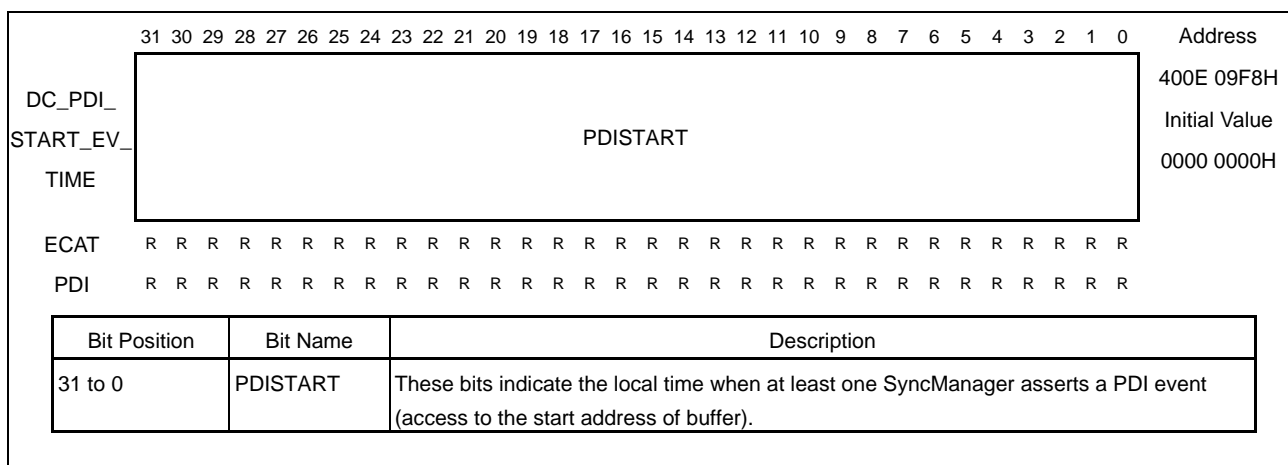 31 30 29 28 27 26 25 24 23 22 21 20 19 18 17 16 15 14 13 12 11 10 9 8 7 6 5 4 3 2 1 0 Address
400E 09F8H
DC_PDI_
Initial Value
START_EV_ PDISTART
0000 0000H
TIME
ECAT R R R R R R R R R R R R R R R R R R R R R R R R R R R R R R R R
PDI R R R R R R R R R R R R R R R R R R R R R R R R R R R R R R R R
Bit Position Bit Name Description
31 to 0 PDISTART These bits indicate the local time when at least one SyncManager asserts a PDI event
(access to the start address of buffer).